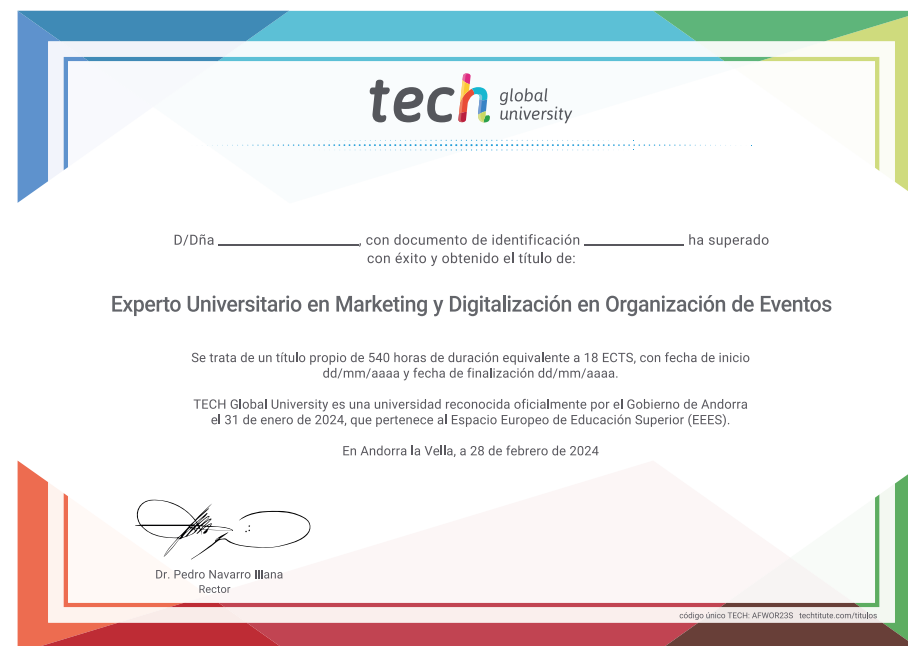 tech global university
D/Dña ____________________, con documento de identificación ______________ ha superado
con éxito y obtenido el título de:
Experto Universitario en Marketing y Digitalización en Organización de Eventos
Se trata de un título propio de 540 horas de duración equivalente a 18 ECTS, con fecha de inicio
dd/mm/aaaa y fecha de finalización dd/mm/aaaa.
TECH Global University es una universidad reconocida oficialmente por el Gobierno de Andorra
el 31 de enero de 2024, que pertenece al Espacio Europeo de Educación Superior (EEES).
En Andorra la Vella, a 28 de febrero de 2024
Dr. Pedro Navarro Illana
Rector
código único TECH: AFWOR23S techtitute.com/titulos